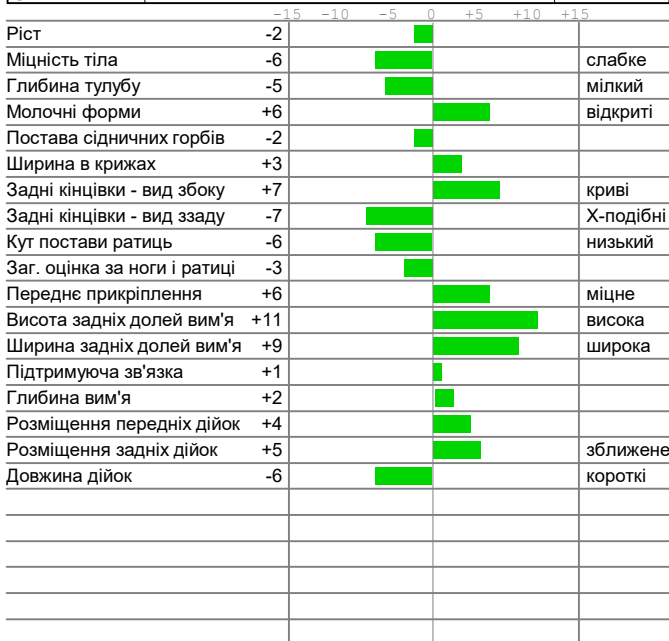 -15 -10 -5 0 +5 +10 +15
Ріст -2
Міцність тіла -6 слабке
Глибина тулубу -5 мілкий
Молочні форми +6 відкриті
Постава сідничних горбів -2
Ширина в крижах +3
Задні кінцівки - вид збоку +7 криві
Задні кінцівки - вид ззаду -7 Х-подібні
Кут постави ратиць -6 низький
Заг. оцінка за ноги і ратиці -3
Переднє прикріплення +6 міцне
Висота задніх долей вим'я +11 висока
Ширина задніх долей вим'я +9 широка
Підтримуюча зв'язка +1
Глибина вим'я +2
Розміщення передніх дійок +4
Розміщення задніх дійок +5 зближене
Довжина дійок -6 короткі